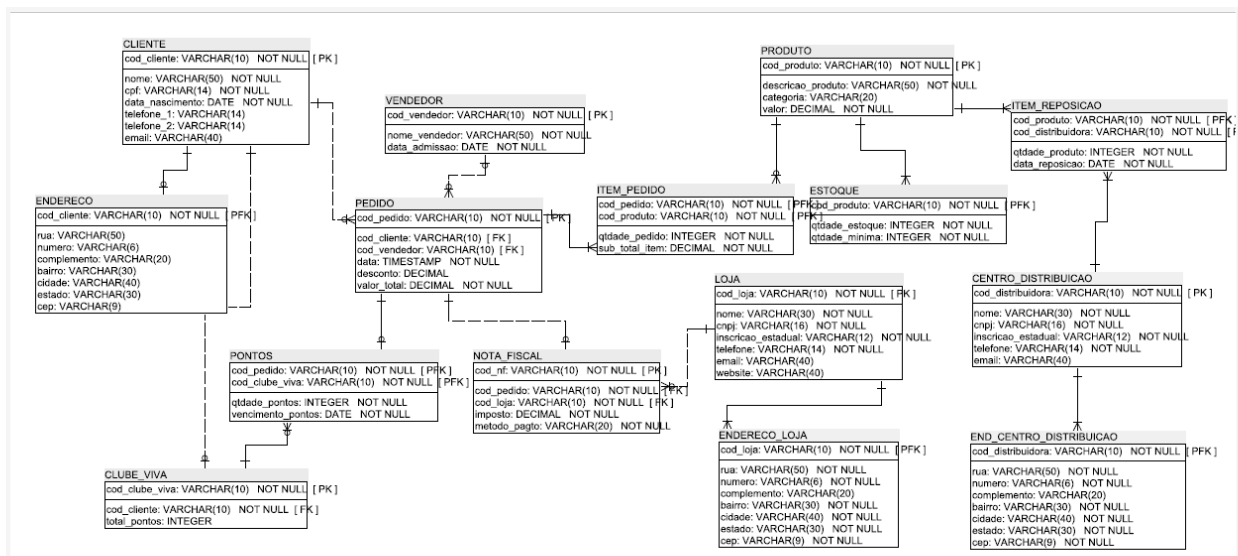 CLIENTE
cod_cliente: VARCHAR(10) NOT NULL [ PK ]
nome: VARCHAR(50) NOT NULL
cpf: VARCHAR(14) NOT NULL
data_nascimento: DATE NOT NULL
telefone_1: VARCHAR(14)
telefone_2: VARCHAR(14)
email: VARCHAR(40)
VENDEDOR
cod_vendedor: VARCHAR(10) NOT NULL [ PK ]
nome_vendedor: VARCHAR(50) NOT NULL
data_admissao: DATE NOT NULL
PRODUTO
cod_produto: VARCHAR(10) NOT NULL [ PK ]
descricao_produto: VARCHAR(50) NOT NULL
categoria: VARCHAR(20)
valor: DECIMAL NOT NULL
ITEM_REPOSICAO
cod_produto: VARCHAR(10) NOT NULL [ PFK ]
cod_distribuidora: VARCHAR(10) NOT NULL [ PFK
qtdade_produto: INTEGER NOT NULL
data_reposicao: DATE NOT NULL
ENDERECO
cod_cliente: VARCHAR(10) NOT NULL [ PFK ]
rua: VARCHAR(50)
numero: VARCHAR(6)
complemento: VARCHAR(20)
bairro: VARCHAR(30)
cidade: VARCHAR(40)
estado: VARCHAR(30)
cep: VARCHAR(9)
PEDIDO
cod_pedido: VARCHAR(10) NOT NULL [ PK ]
cod_cliente: VARCHAR(10) [ FK ]
cod_vendedor: VARCHAR(10) [ FK ]
data: TIMESTAMP NOT NULL
desconto: DECIMAL
valor_total: DECIMAL NOT NULL
ITEM_PEDIDO
cod_pedido: VARCHAR(10) NOT NULL [ PFK ]
cod_produto: VARCHAR(10) NOT NULL [ PFK ]
qtdade_pedido: INTEGER NOT NULL
sub_total_item: DECIMAL NOT NULL
ESTOQUE
cod_produto: VARCHAR(10) NOT NULL [ PFK ]
qtdade_estoque: INTEGER NOT NULL
qtdade_minima: INTEGER NOT NULL
LOJA
cod_loja: VARCHAR(10) NOT NULL [ PK ]
nome: VARCHAR(30) NOT NULL
cnpj: VARCHAR(16) NOT NULL
inscricao_estadual: VARCHAR(12) NOT NULL
telefone: VARCHAR(14) NOT NULL
email: VARCHAR(40)
website: VARCHAR(40)
CENTRO_DISTRIBUICAO
cod_distribuidora: VARCHAR(10) NOT NULL [ PK ]
nome: VARCHAR(30) NOT NULL
cnpj: VARCHAR(16) NOT NULL
inscricao_estadual: VARCHAR(12) NOT NULL
telefone: VARCHAR(14) NOT NULL
email: VARCHAR(40)
PONTOS
cod_pedido: VARCHAR(10) NOT NULL [ PFK ]
cod_clube_viva: VARCHAR(10) NOT NULL [ PFK ]
qtdade_pontos: INTEGER NOT NULL
vencimento_pontos: DATE NOT NULL
NOTA_FISCAL
cod_nf: VARCHAR(10) NOT NULL [ PK ]
cod_pedido: VARCHAR(10) NOT NULL [ FK ]
cod_loja: VARCHAR(10) NOT NULL [ FK ]
imposto: DECIMAL NOT NULL
metodo_pagto: VARCHAR(20) NOT NULL
CLUBE_VIVA
cod_clube_viva: VARCHAR(10) NOT NULL [ PK ]
cod_cliente: VARCHAR(10) NOT NULL [ FK ]
total_pontos: INTEGER
ENDERECO_LOJA
cod_loja: VARCHAR(10) NOT NULL [PFK ]
rua: VARCHAR(50) NOT NULL
numero: VARCHAR(6) NOT NULL
complemento: VARCHAR(20)
bairro: VARCHAR(30) NOT NULL
cidade: VARCHAR(40) NOT NULL
estado: VARCHAR(30) NOT NULL
cep: VARCHAR(9) NOT NULL
END_CENTRO_DISTRIBUICAO
cod_distribuidora: VARCHAR(10) NOT NULL [ PFK ]
rua: VARCHAR(50) NOT NULL
numero: VARCHAR(6) NOT NULL
complemento: VARCHAR(20)
bairro: VARCHAR(30) NOT NULL
cidade: VARCHAR(40) NOT NULL
estado: VARCHAR(30) NOT NULL
cep: VARCHAR(9) NOT NULL